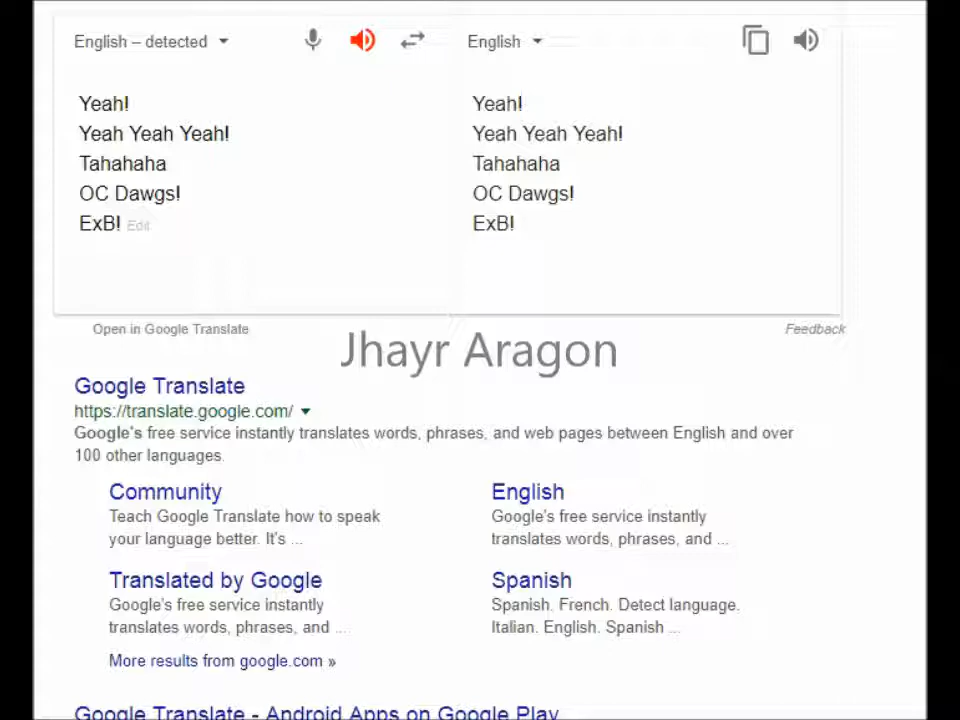 English – detected
English
Yeah!
Yeah Yeah Yeah!
Tahahaha
OC Dawgs!
ExB! Edit
Yeah!
Yeah Yeah Yeah!
Tahahaha
OC Dawgs!
ExB!
Open in Google Translate
Feedback
Jhayr Aragon
Google Translate
https://translate.google.com/
Google's free service instantly translates words, phrases, and web pages between English and over
100 other languages.
Community
Teach Google Translate how to speak
your language better. It's ...
English
Google's free service instantly
translates words, phrases, and ...
Translated by Google
Google's free service instantly
translates words, phrases, and ...
Spanish
Spanish. French. Detect language.
Italian. English. Spanish ...
More results from google.com »
Google Translate - Android Apps on Google Play